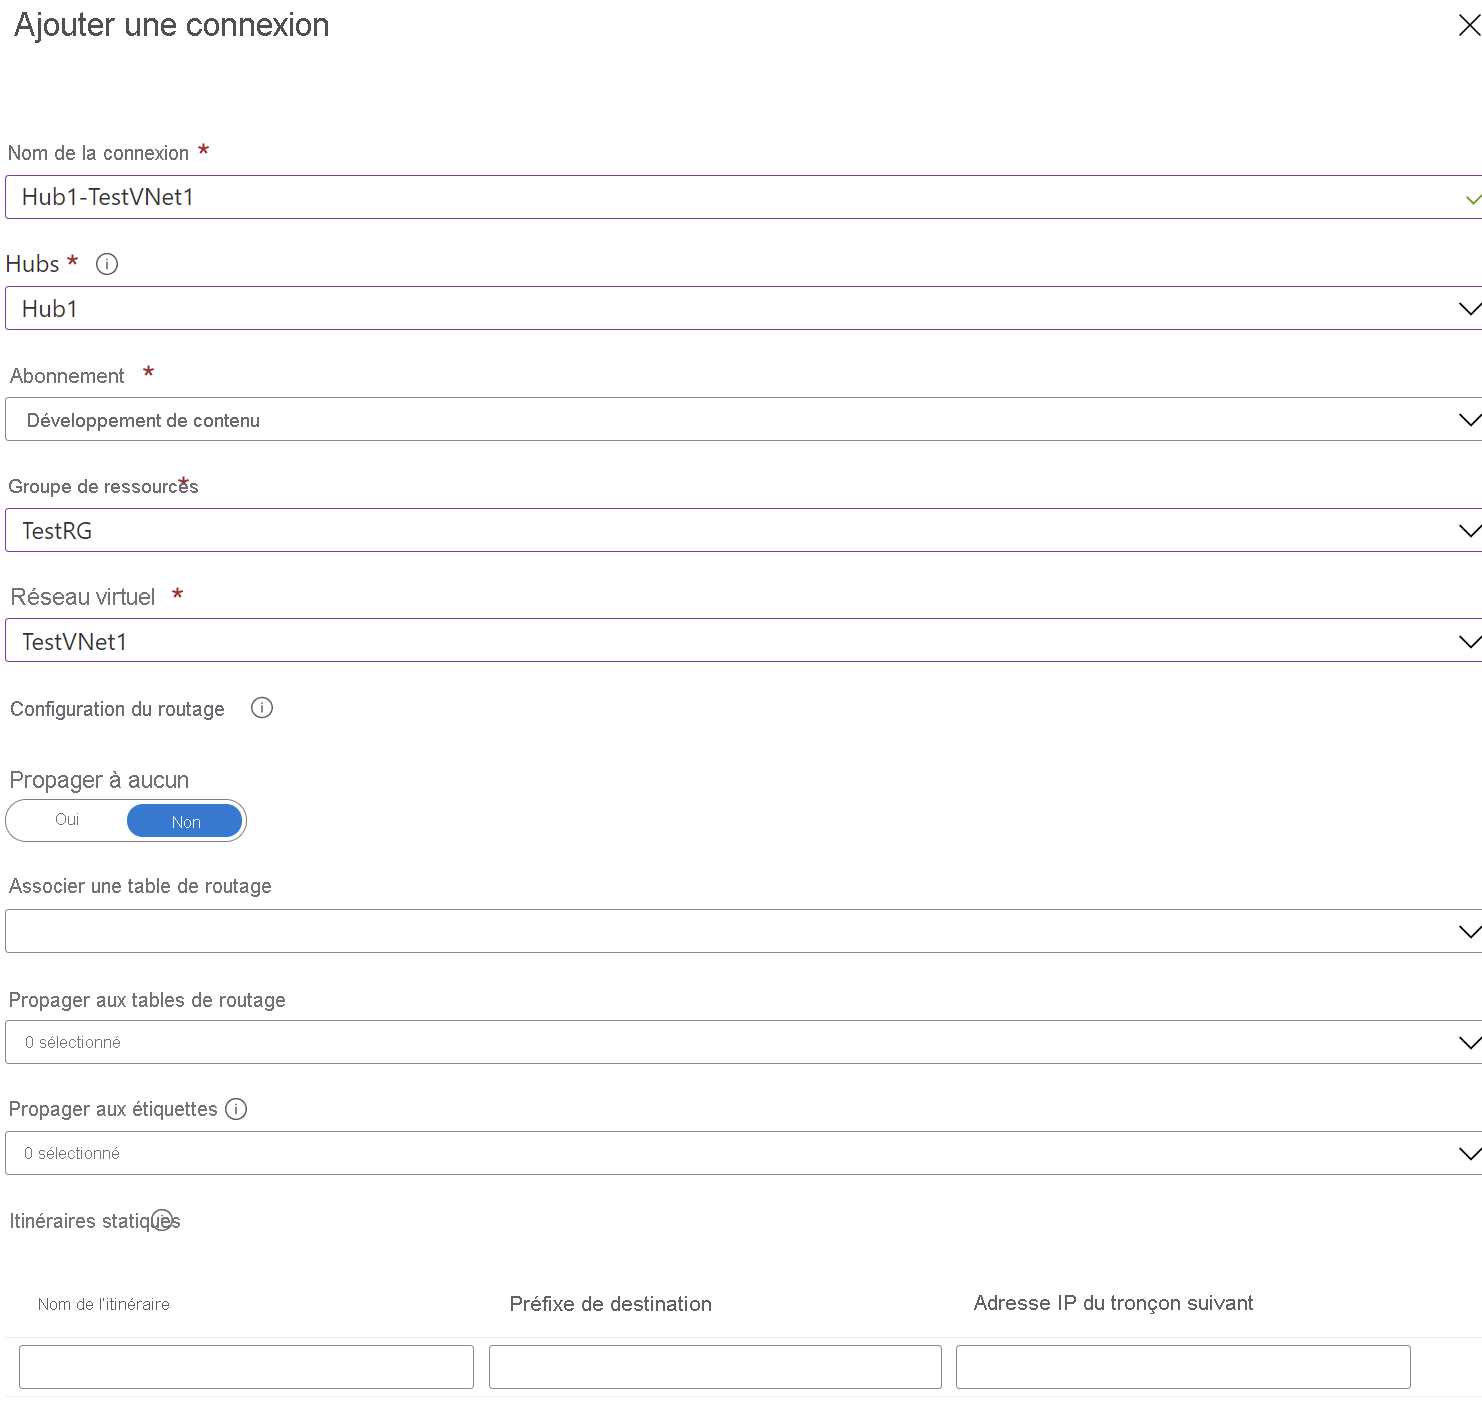 Ajouter une connexion
Nom de la connexion *
Hub1-TestVNet1
Hubs *
Hub1
Abonnement *
Développement de contenu
Groupe de ressources *
TestRG
Réseau virtuel *
TestVNet1
Configuration du routage
Propager à aucun
Oui Non
Associer une table de routage
Propager aux tables de routage
0 sélectionné
Propager aux étiquettes
0 sélectionné
Itinéraires statiques
Nom de l'itinéraire Préfixe de destination Adresse IP du tronçon suivant